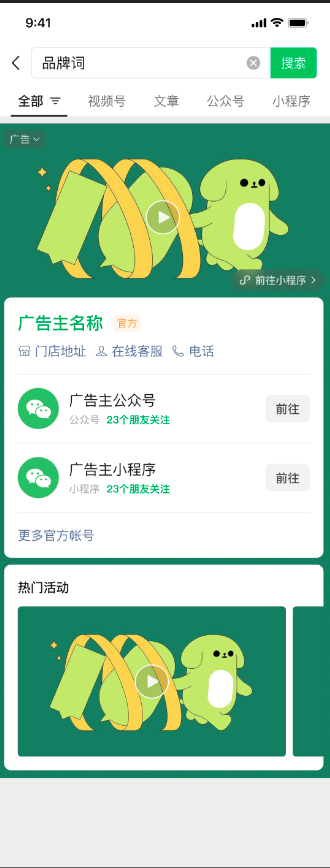 9:41
品牌词
搜索
全部 视频号 文章 公众号 小程序
广告
前往小程序
广告主名称 官方
门店地址 在线客服 电话
广告主公众号
公众号 23个朋友关注
前往
广告主小程序
小程序 23个朋友关注
前往
更多官方帐号
热门活动